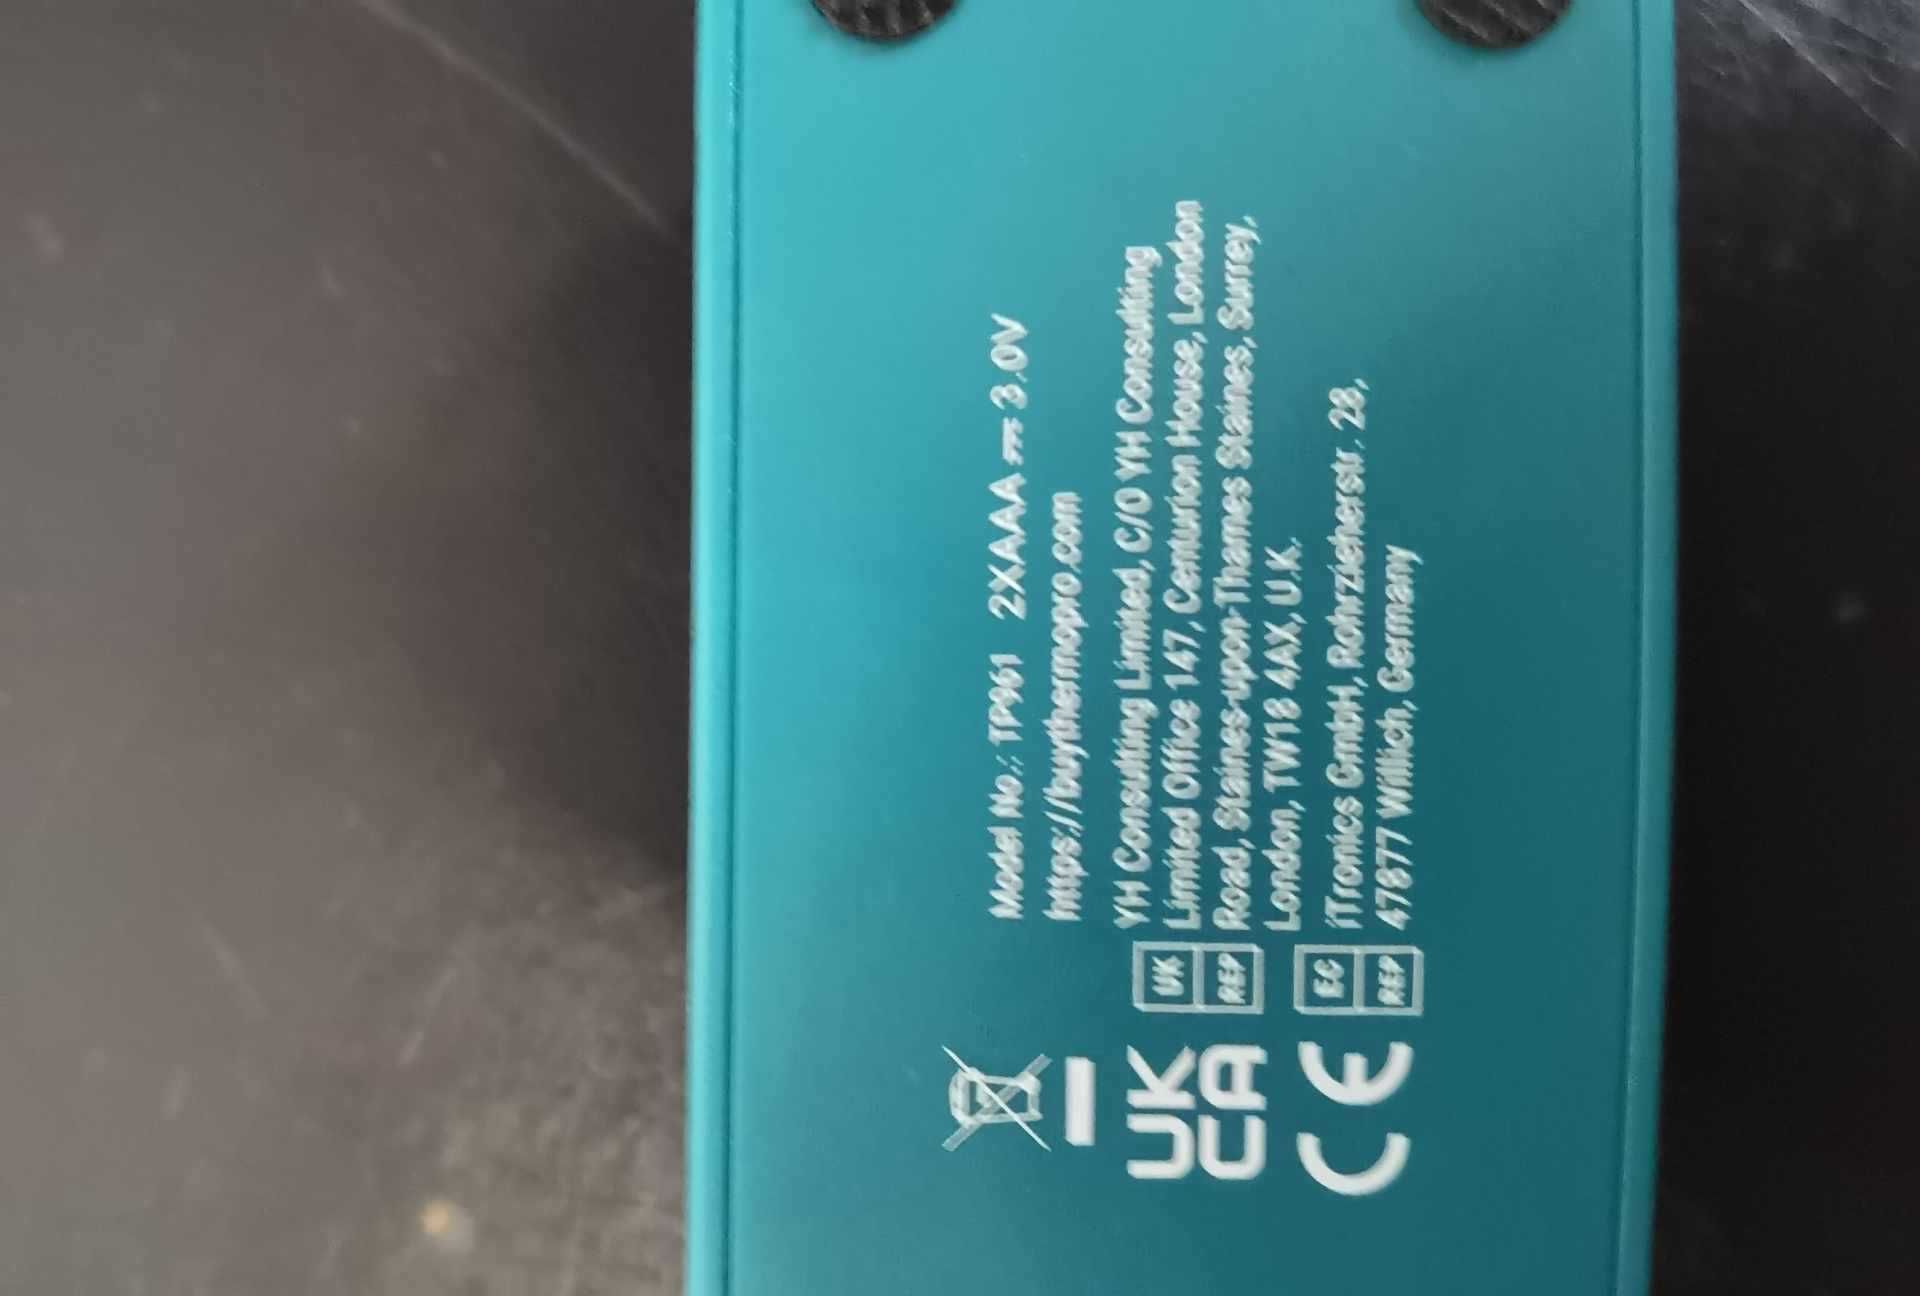 Model No.: TP961 2XAAA ⎓ 3.0V
https://buythermopro.com
UK REP
YH Consulting Limited, C/O YH Consulting
Limited Office 147, Centurion House, London
Road, Staines-upon-Thames Staines, Surrey,
London, TW18 4AX, U.K.
EC REP
iTronics GmbH, Rohrzieherstr. 28,
47877 Willich, Germany
UK
CA
CE